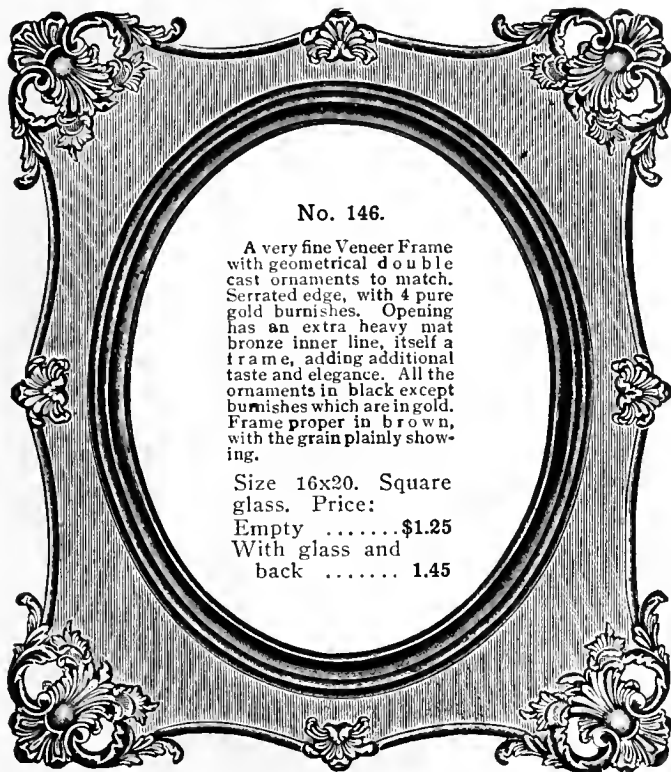 No. 146.
A very fine Veneer Frame
with geometrical double
cast ornaments to match.
Serrated edge, with 4 pure
gold burnishes. Opening
has an extra heavy mat
bronze inner line, itself a
frame, adding additional
taste and elegance. All the
ornaments in black except
burnishes which are in gold.
Frame proper in brown,
with the grain plainly show-
ing.
Size 16x20. Square
glass. Price:
Empty .......$1.25
With glass and
back ....... 1.45